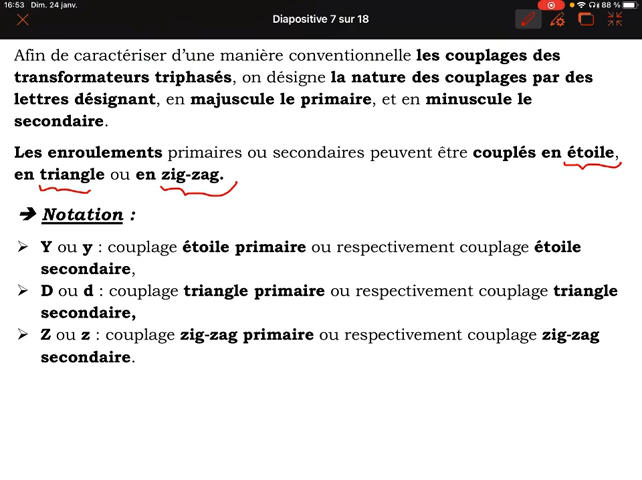 16:53 Dim. 24 janv.
88 %
Diapositive 7 sur 18
Afin de caractériser d'une manière conventionnelle les couplages des
transformateurs triphasés, on désigne la nature des couplages par des
lettres désignant, en majuscule le primaire, et en minuscule le
secondaire.
Les enroulements primaires ou secondaires peuvent être couplés en étoile,
en triangle ou en zig-zag.
➔ Notation :
➢ Y ou y : couplage étoile primaire ou respectivement couplage étoile
secondaire,
➢ D ou d : couplage triangle primaire ou respectivement couplage triangle
secondaire,
➢ Z ou z : couplage zig-zag primaire ou respectivement couplage zig-zag
secondaire.